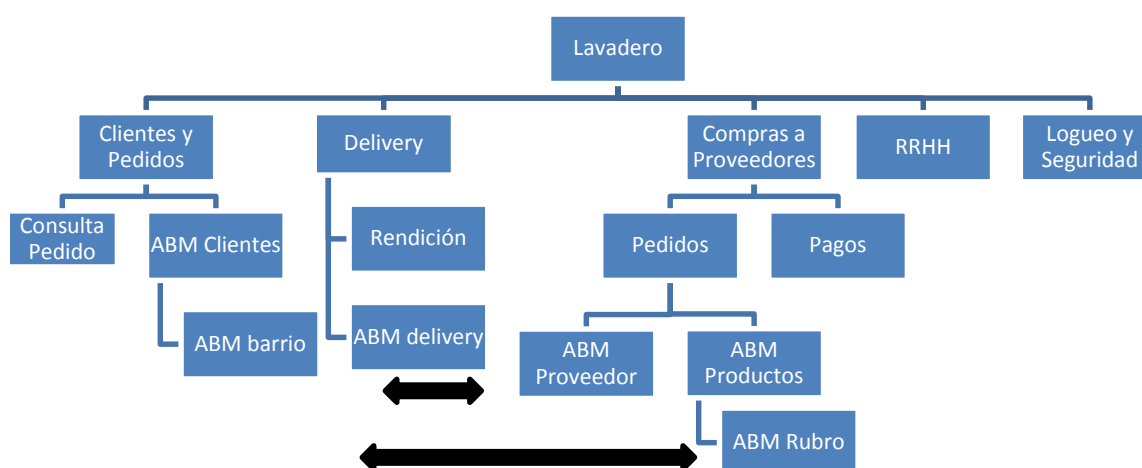 Lavadero
Clientes y
Pedidos
Delivery
Compras a
Proveedores
RRHH
Logueo y
Seguridad
Consulta
Pedido
ABM Clientes
Rendición
Pedidos
Pagos
ABM barrio
ABM delivery
ABM
Proveedor
ABM
Productos
ABM Rubro